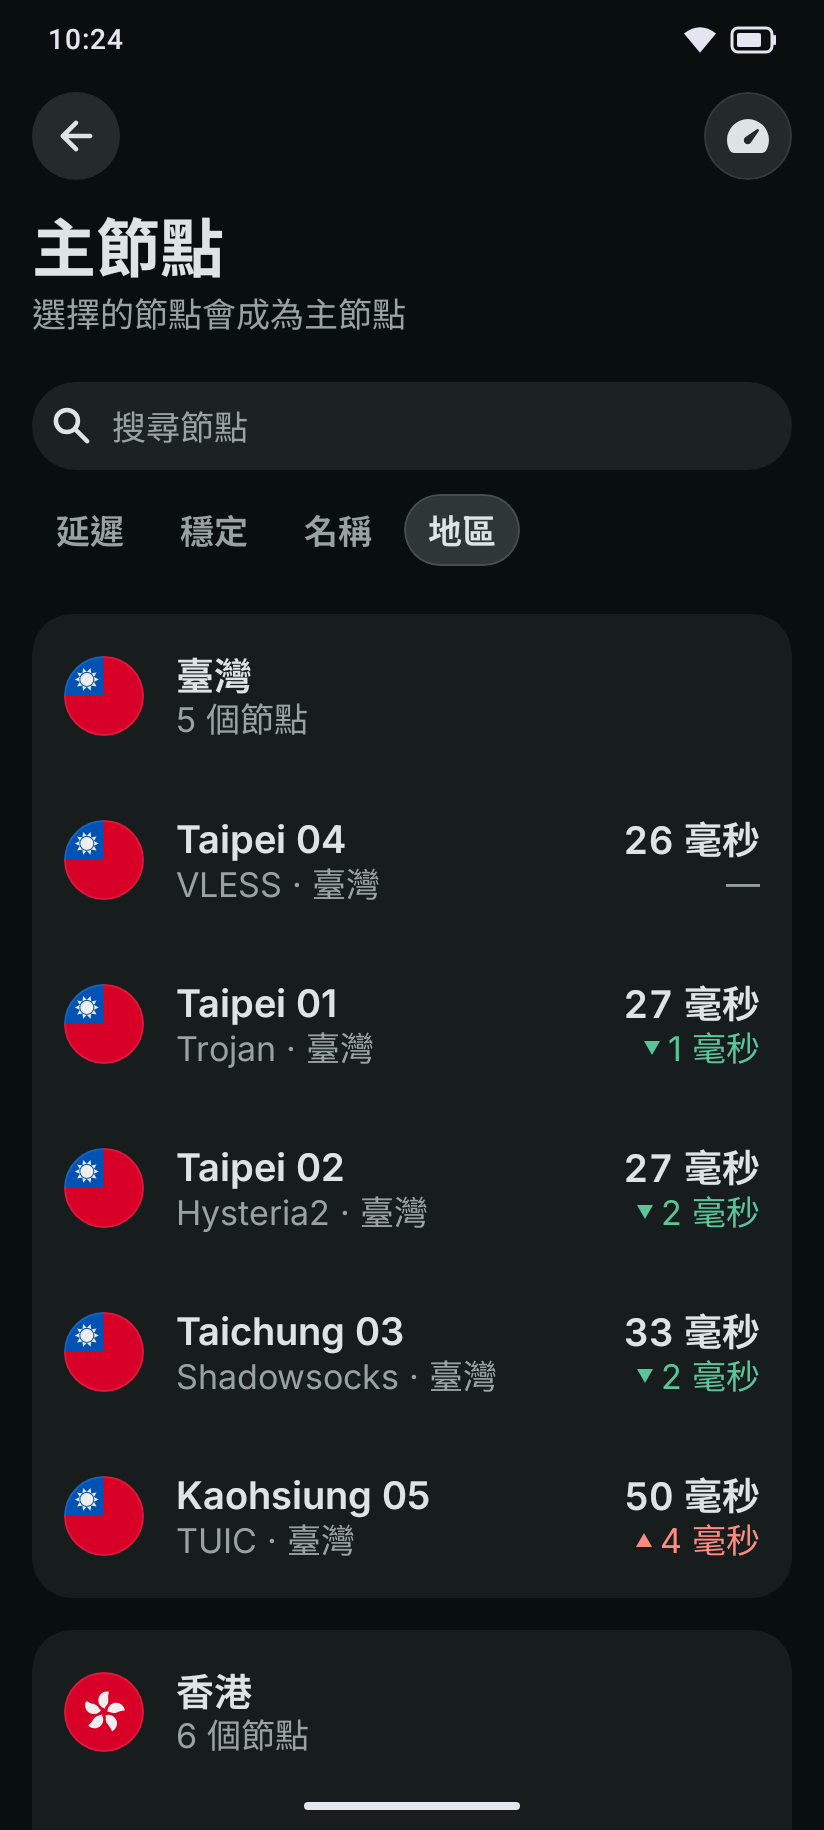 10:24
主節點
選擇的節點會成為主節點
搜尋節點
延遲 穩定 名稱 地區
臺灣
5 個節點
Taipei 04 26 毫秒
VLESS · 臺灣 —
Taipei 01 27 毫秒
Trojan · 臺灣 ▼1 毫秒
Taipei 02 27 毫秒
Hysteria2 · 臺灣 ▼2 毫秒
Taichung 03 33 毫秒
Shadowsocks · 臺灣 ▼2 毫秒
Kaohsiung 05 50 毫秒
TUIC · 臺灣 ▲4 毫秒
香港
6 個節點